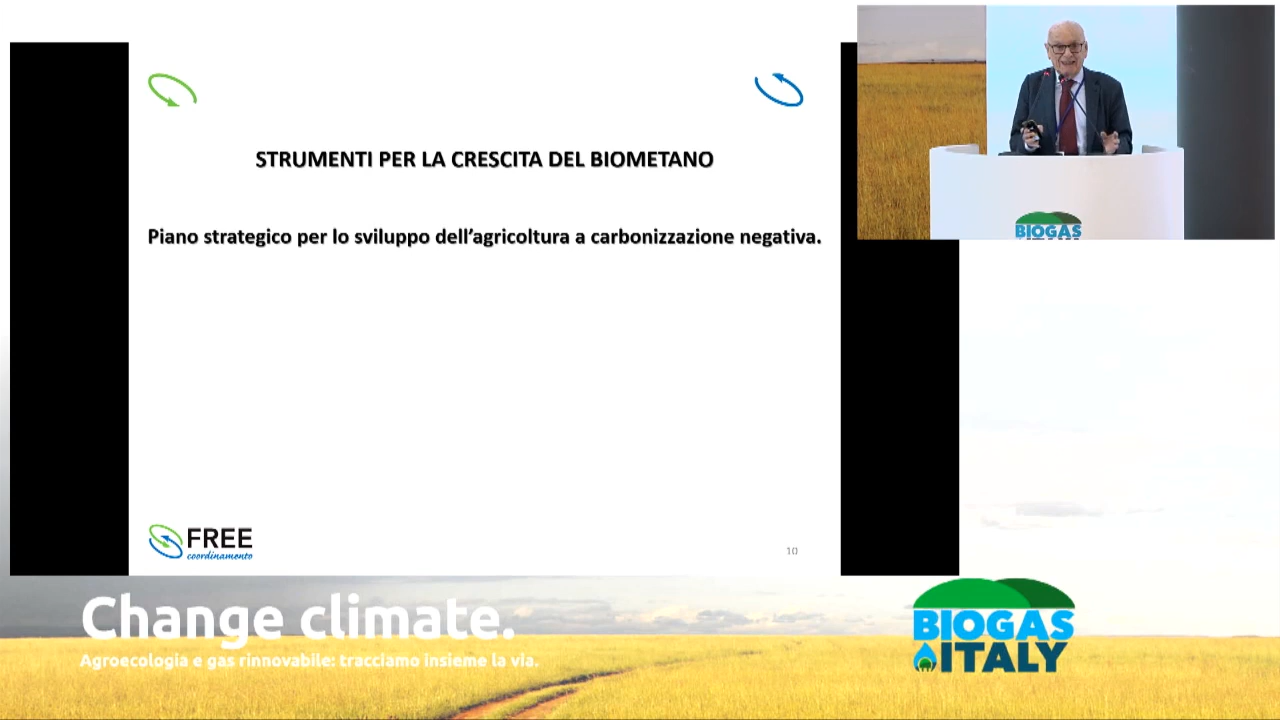 STRUMENTI PER LA CRESCITA DEL BIOMETANO
Piano strategico per lo sviluppo dell'agricoltura a carbonizzazione negativa.
FREE
coordinamento
10
BIOGAS
ITALY
Change climate.
Agroecologia e gas rinnovabile: tracciamo insieme la via.
BIOGAS
ITALY